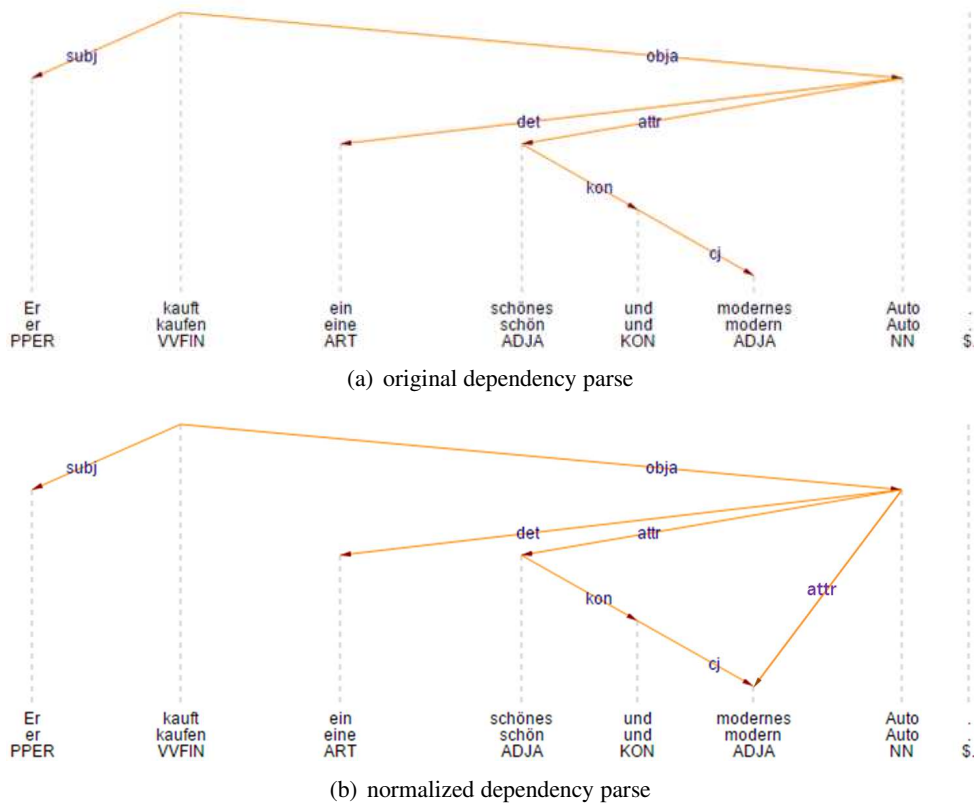 subj obja
det attr
kon
cj
Er kauft ein schönes und modernes Auto .
er kaufen eine schön und modern Auto .
PPER VVFIN ART ADJA KON ADJA NN $.
(a) original dependency parse
subj obja
det attr
attr
kon
cj
Er kauft ein schönes und modernes Auto .
er kaufen eine schön und modern Auto .
PPER VVFIN ART ADJA KON ADJA NN $.
(b) normalized dependency parse